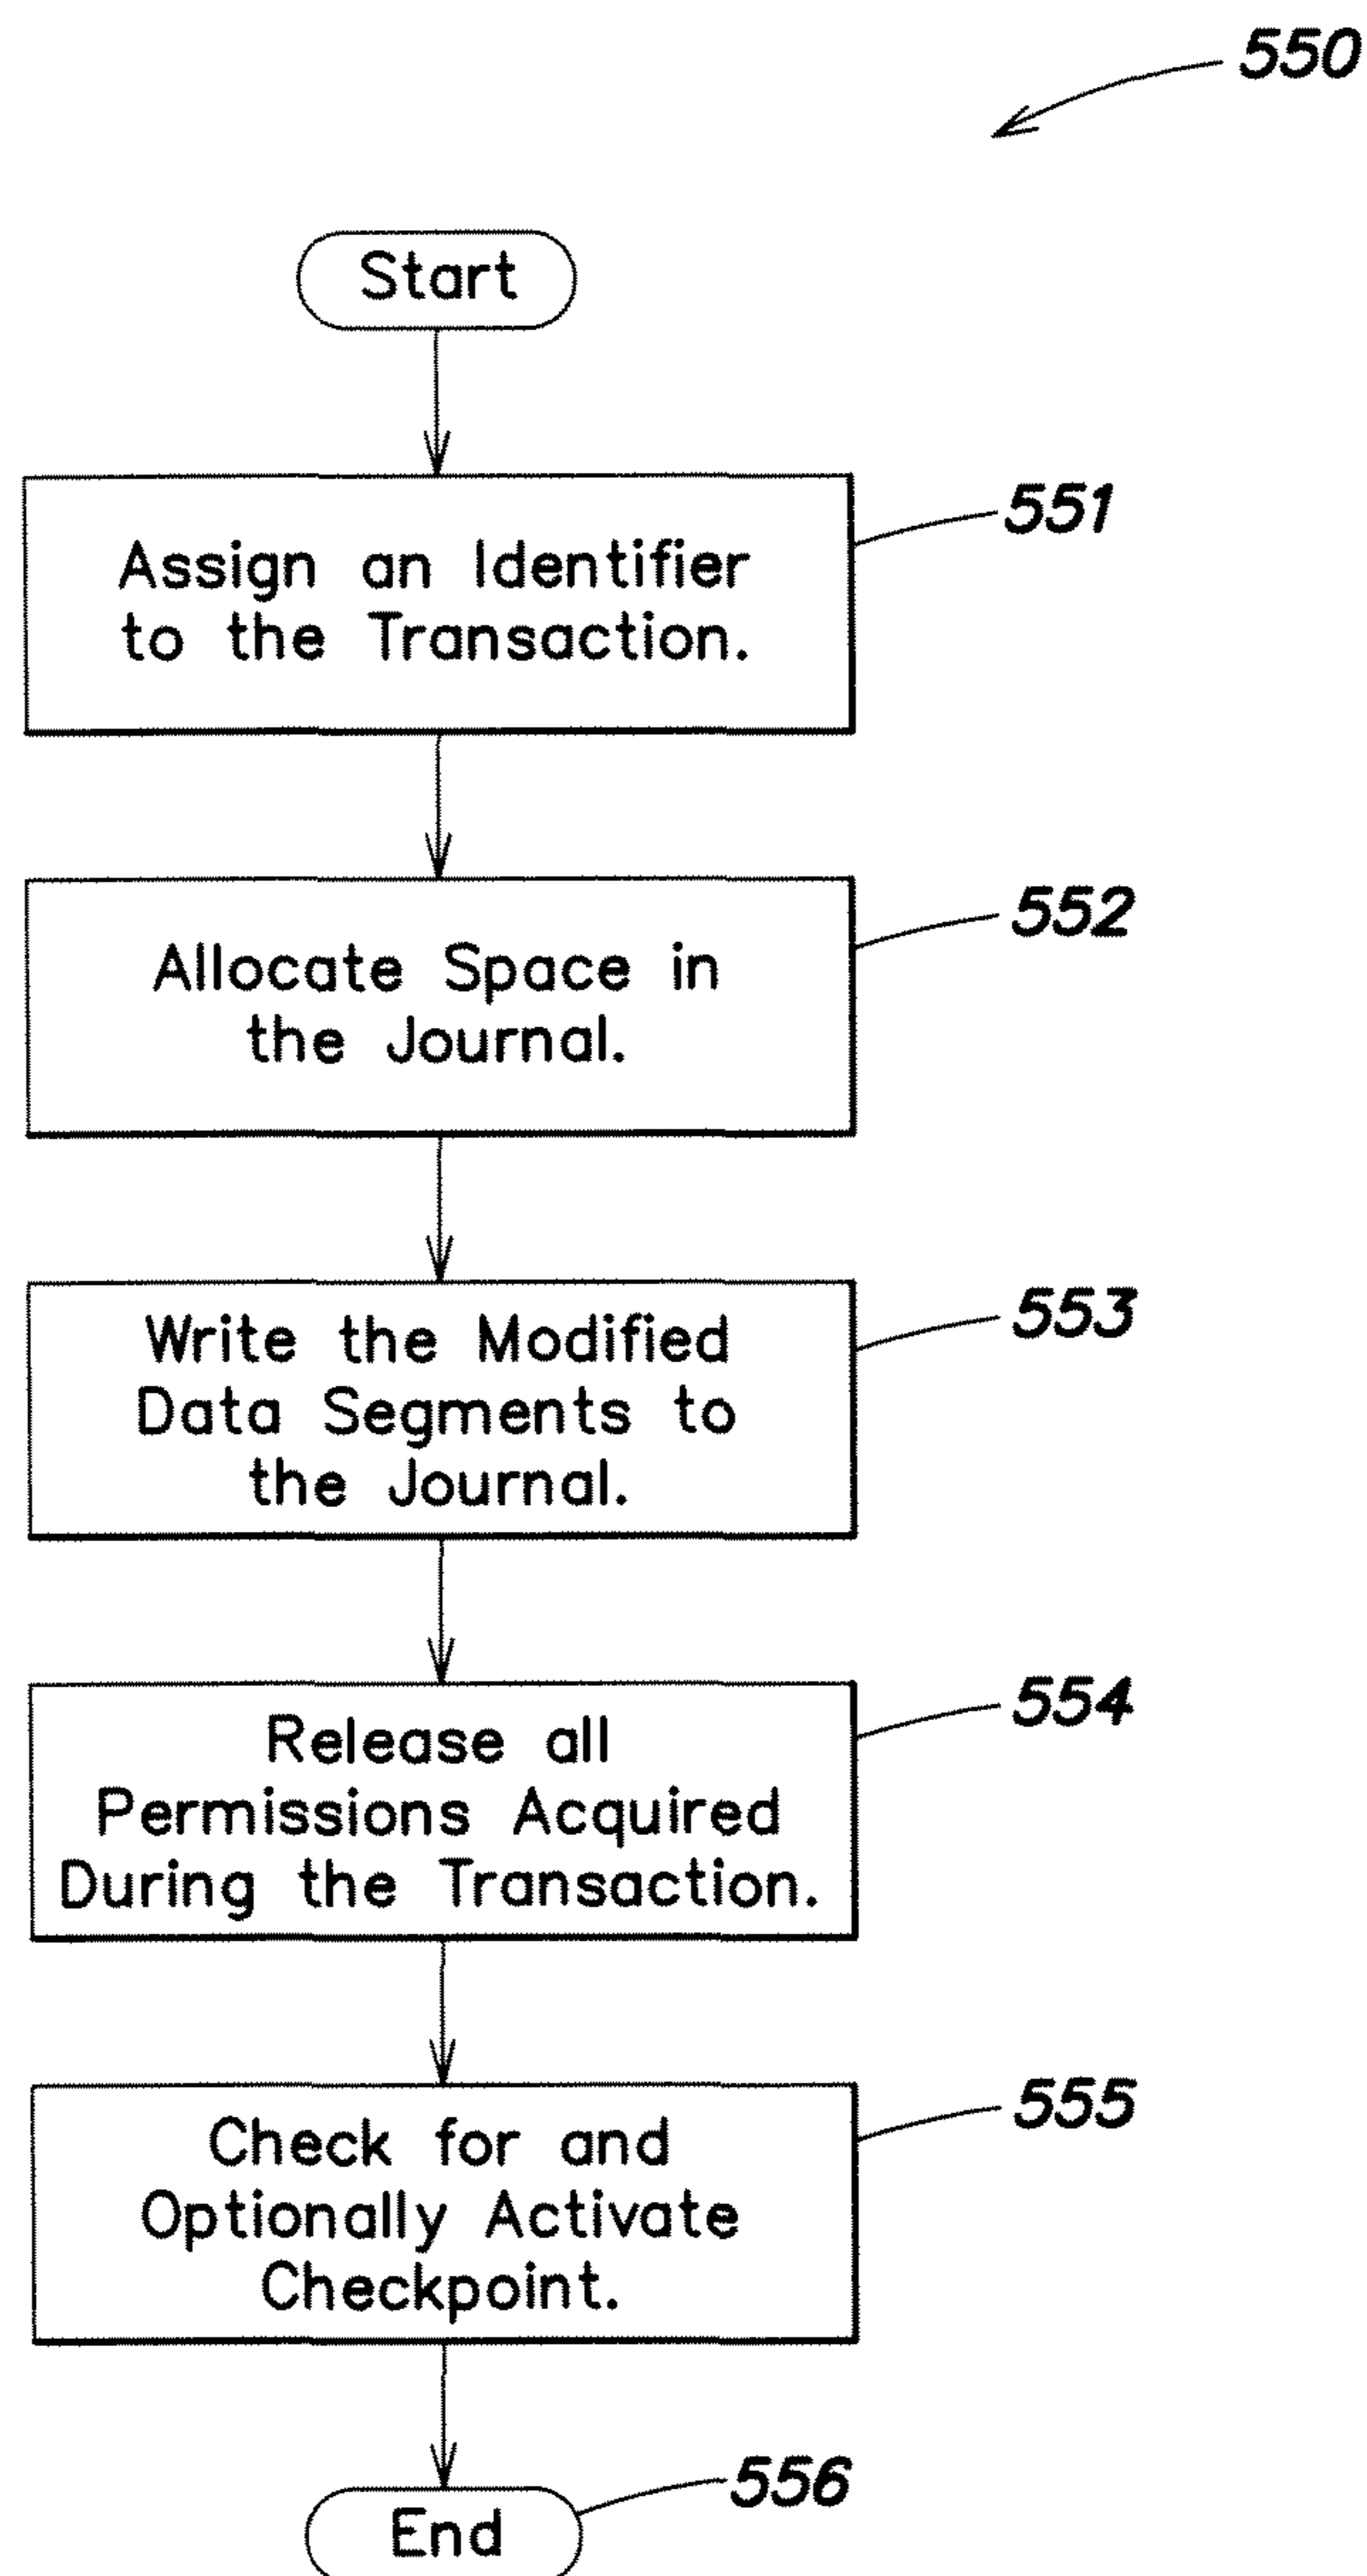 550
Start
551
Assign an Identifier
to the Transaction.
552
Allocate Space in
the Journal.
553
Write the Modified
Data Segments to
the Journal.
554
Release all
Permissions Acquired
During the Transaction.
555
Check for and
Optionally Activate
Checkpoint.
556
End